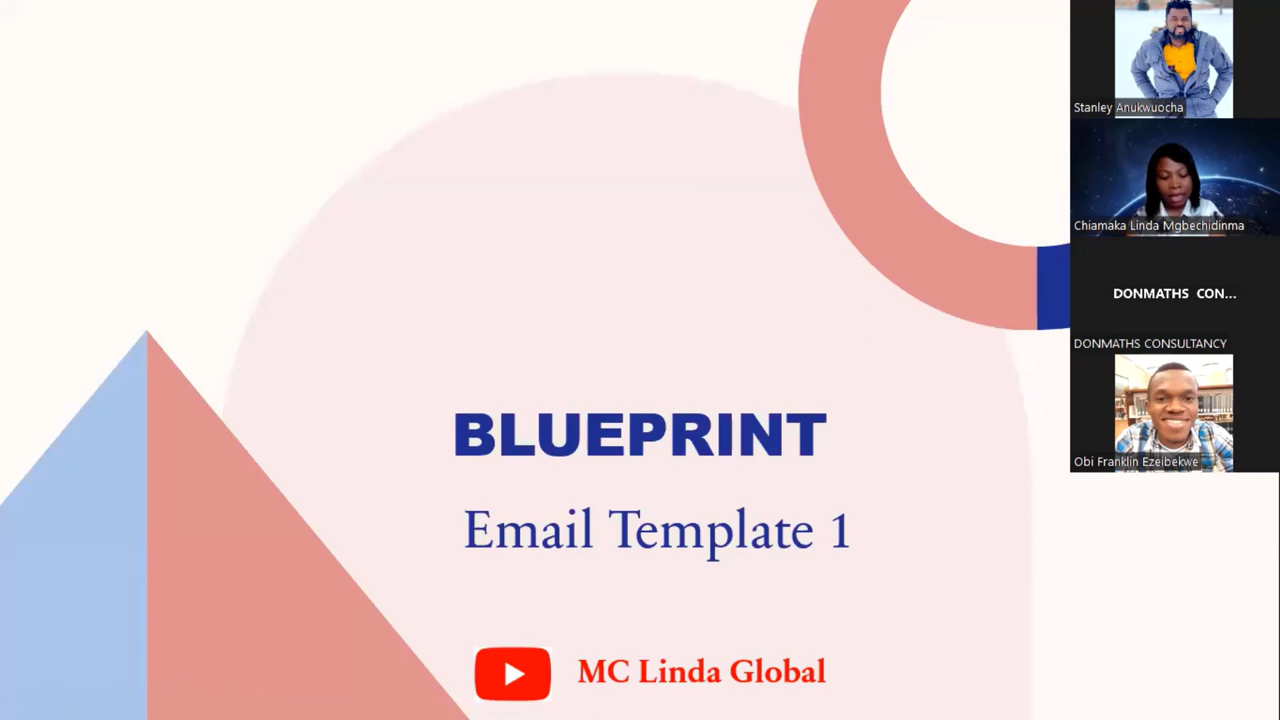 BLUEPRINT
Email Template 1
MC Linda Global
Stanley Anukwuocha
Chiamaka Linda Mgbechidinma
DONMATHS CON...
DONMATHS CONSULTANCY
Obi Franklin Ezeibekwe